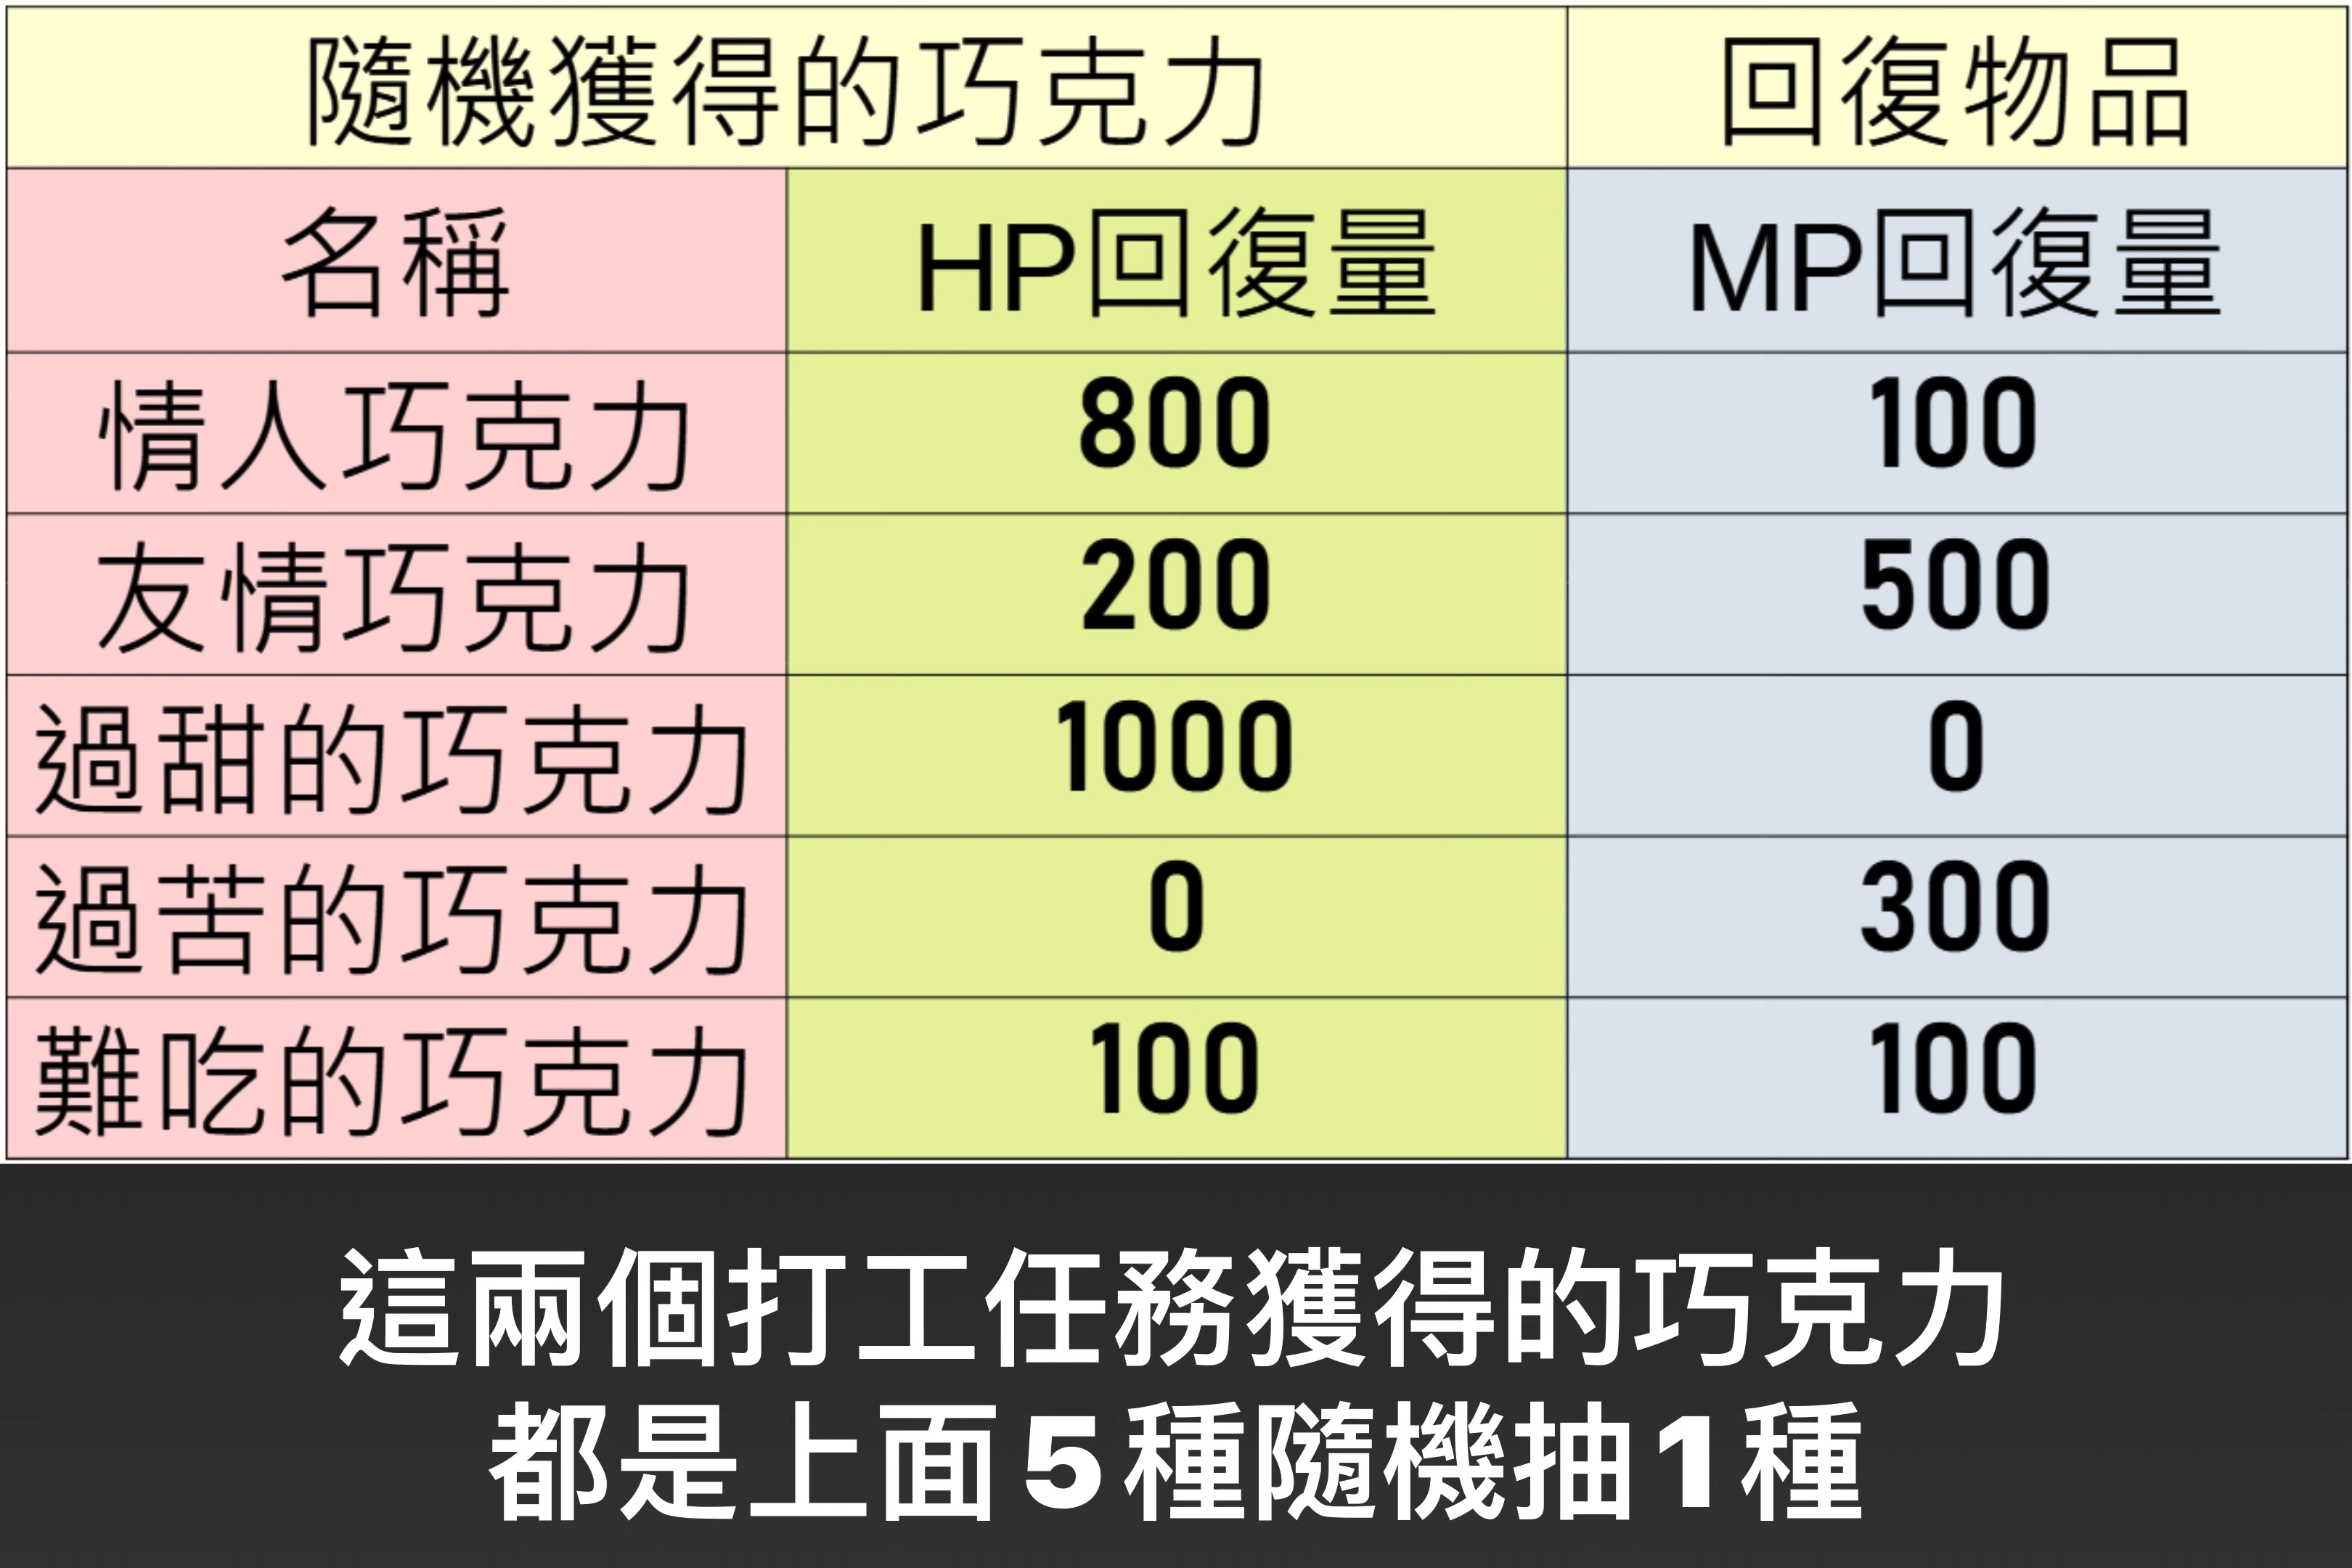 隨機獲得的巧克力 回復物品
名稱 HP回復量 MP回復量
情人巧克力 800 100
友情巧克力 200 500
過甜的巧克力 1000 0
過苦的巧克力 0 300
難吃的巧克力 100 100
這兩個打工任務獲得的巧克力
都是上面5種隨機抽1種